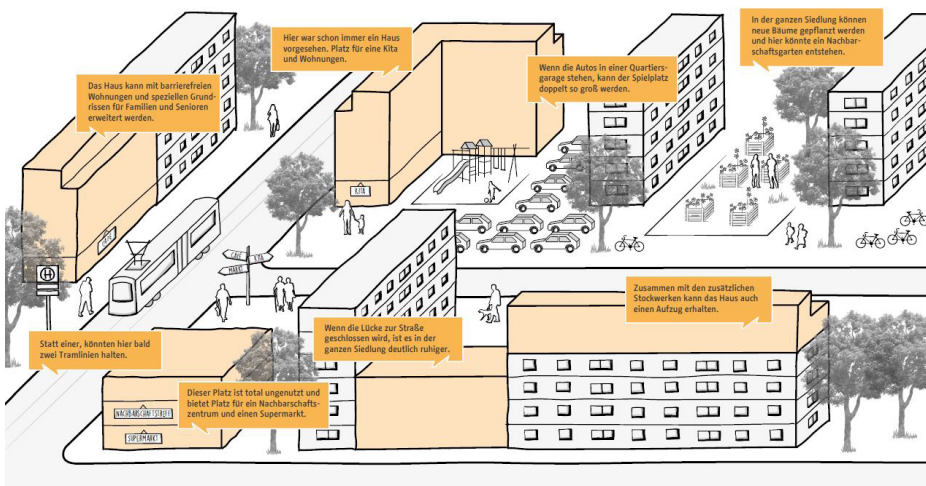 Hier war schon immer ein Haus
vorgesehen. Platz für eine Kita
und Wohnungen.
In der ganzen Siedlung können
neue Bäume gepflanzt werden
und hier könnte ein Nachbar-
schaftsgarten entstehen.
Wenn die Autos in einer Quartiers-
garage stehen, kann der Spielplatz
doppelt so groß werden.
Das Haus kann mit barrierefreien
Wohnungen und speziellen Grund-
rissen für Familien und Senioren
erweitert werden.
KITA
CAFÉ
KITA
MARKT
H
Zusammen mit den zusätzlichen
Stockwerken kann das Haus auch
einen Aufzug erhalten.
Statt einer, könnten hier bald
zwei Tramlinien halten.
Wenn die Lücke zur Straße
geschlossen wird, ist es in der
ganzen Siedlung deutlich ruhiger.
Dieser Platz ist total ungenutzt und
bietet Platz für ein Nachbarschafts-
zentrum und einen Supermarkt.
NACHBARSCHAFTSTREFF
SUPERMARKT